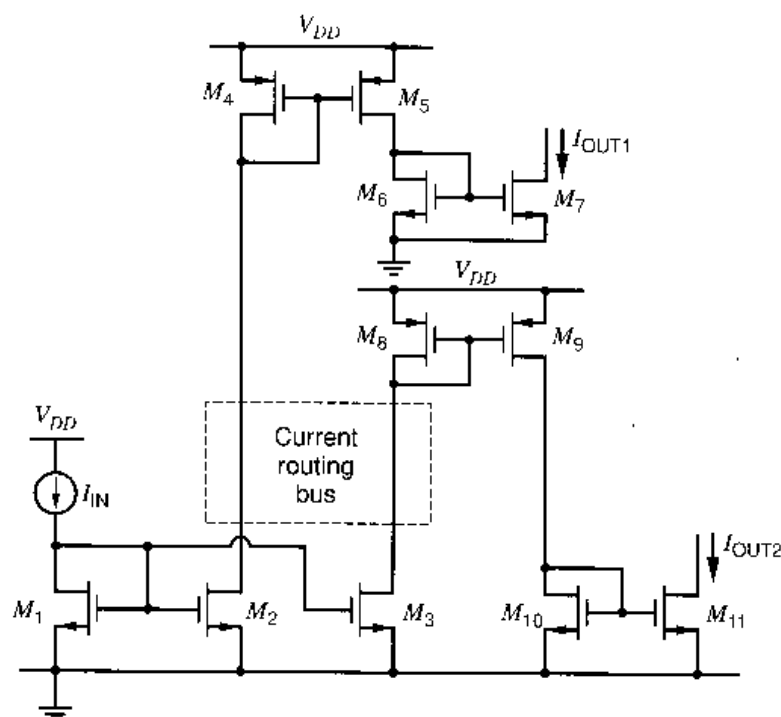 V_DD
M_4
M_5
I_OUT1
M_6
M_7
V_DD
M_8
M_9
Current
routing
bus
V_DD
I_IN
I_OUT2
M_1
M_2
M_3
M_10
M_11